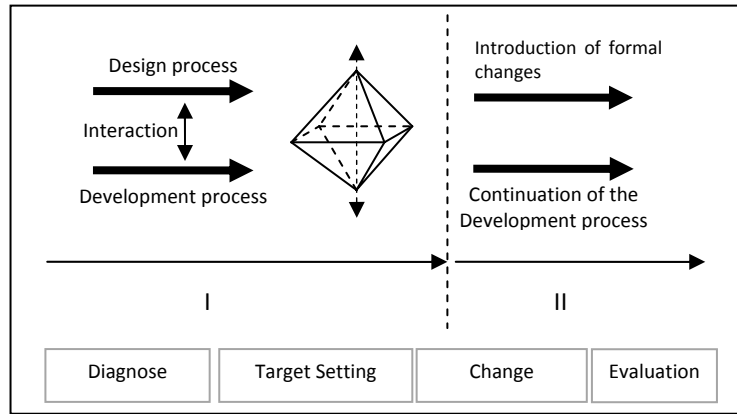 Design process
Interaction
Development process
Introduction of formal
changes
Continuation of the
Development process
I
II
Diagnose
Target Setting
Change
Evaluation